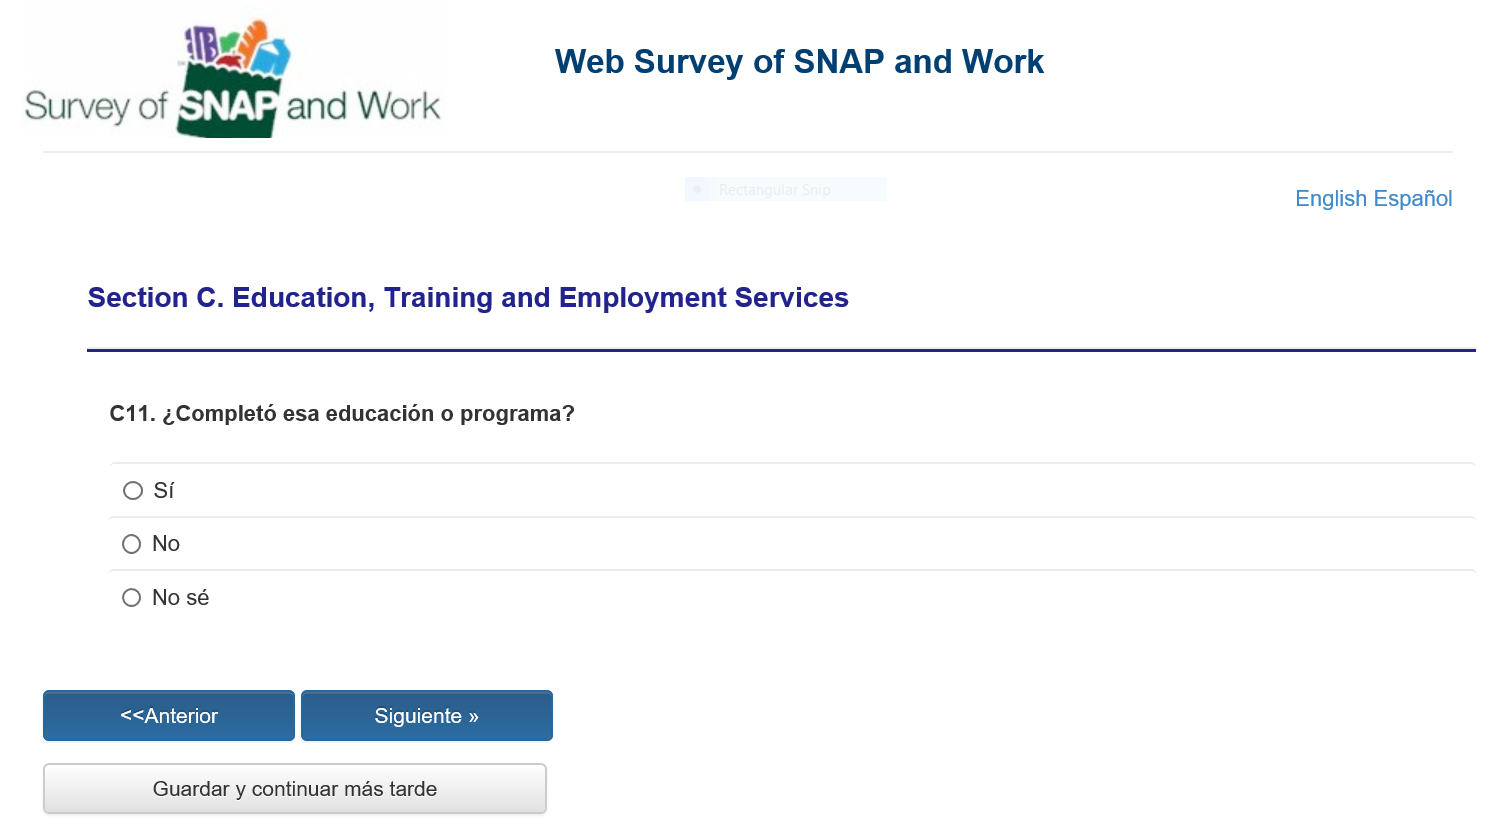 Survey of SNAP and Work
Web Survey of SNAP and Work
Rectangular Snip
English Español
Section C. Education, Training and Employment Services
C11. ¿Completó esa educación o programa?
Sí
No
No sé
<<Anterior
Siguiente »
Guardar y continuar más tarde